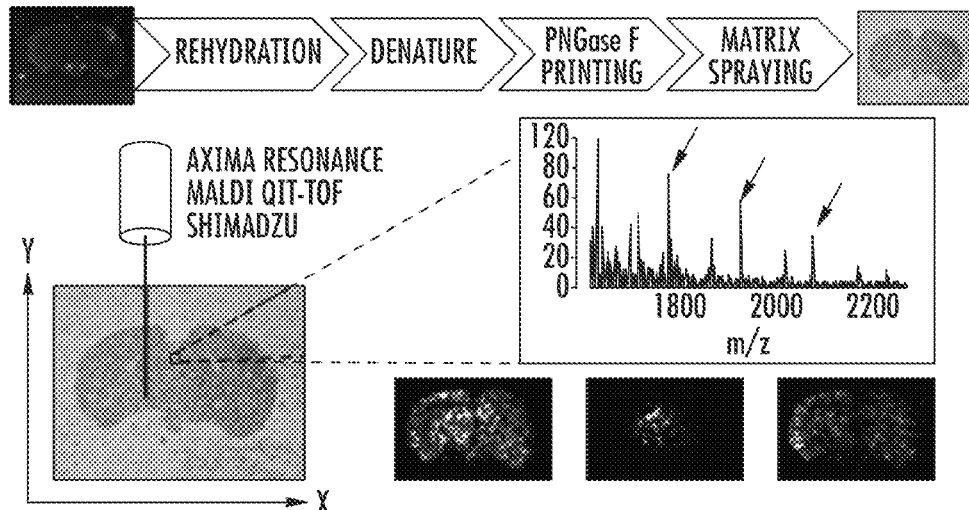 REHYDRATION
DENATURE
PNGase F
PRINTING
MATRIX
SPRAYING
AXIMA RESONANCE
MALDI QIT-TOF
SHIMADZU
Y
X
120
80
60
40
20
0
1800 2000 2200
m/z